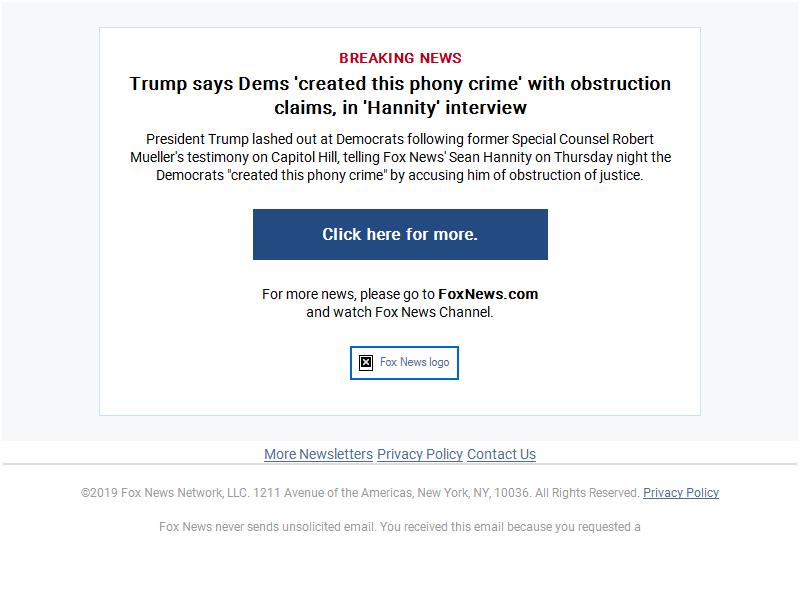 BREAKING NEWS
Trump says Dems 'created this phony crime' with obstruction
claims, in 'Hannity' interview
President Trump lashed out at Democrats following former Special Counsel Robert
Mueller's testimony on Capitol Hill, telling Fox News' Sean Hannity on Thursday night the
Democrats "created this phony crime" by accusing him of obstruction of justice.
Click here for more.
For more news, please go to FoxNews.com
and watch Fox News Channel.
Fox News logo
More Newsletters Privacy Policy Contact Us
©2019 Fox News Network, LLC. 1211 Avenue of the Americas, New York, NY, 10036. All Rights Reserved. Privacy Policy
Fox News never sends unsolicited email. You received this email because you requested a